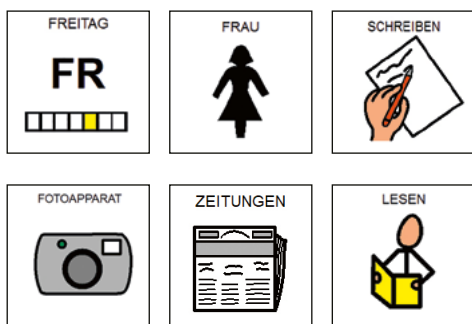 FREITAG
FR
FRAU
SCHREIBEN
FOTOAPPARAT
ZEITUNGEN
LESEN